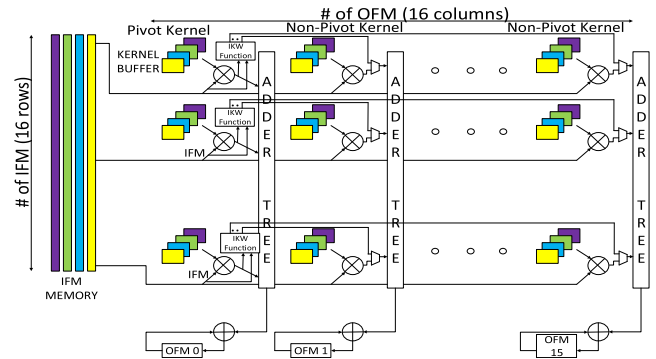 # of OFM (16 columns)
Pivot Kernel
Non-Pivot Kernel
Non-Pivot Kernel
# of IFM (16 rows)
KERNEL
BUFFER
IKW
Function
IKW
Function
IFM
IKW
Function
IFM
ADDER TREE
ADDER TREE
ADDER TREE
IFM
MEMORY
OFM 0
OFM 1
OFM
15